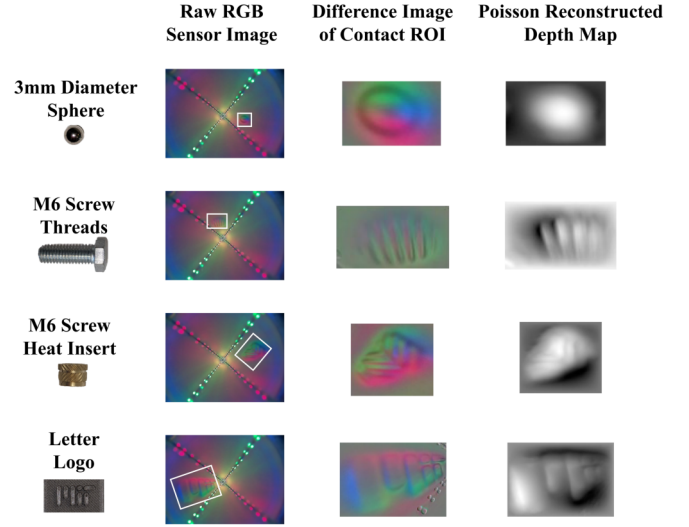 Raw RGB
Sensor Image
Difference Image
of Contact ROI
Poisson Reconstructed
Depth Map
3mm Diameter
Sphere
M6 Screw
Threads
M6 Screw
Heat Insert
Letter
Logo